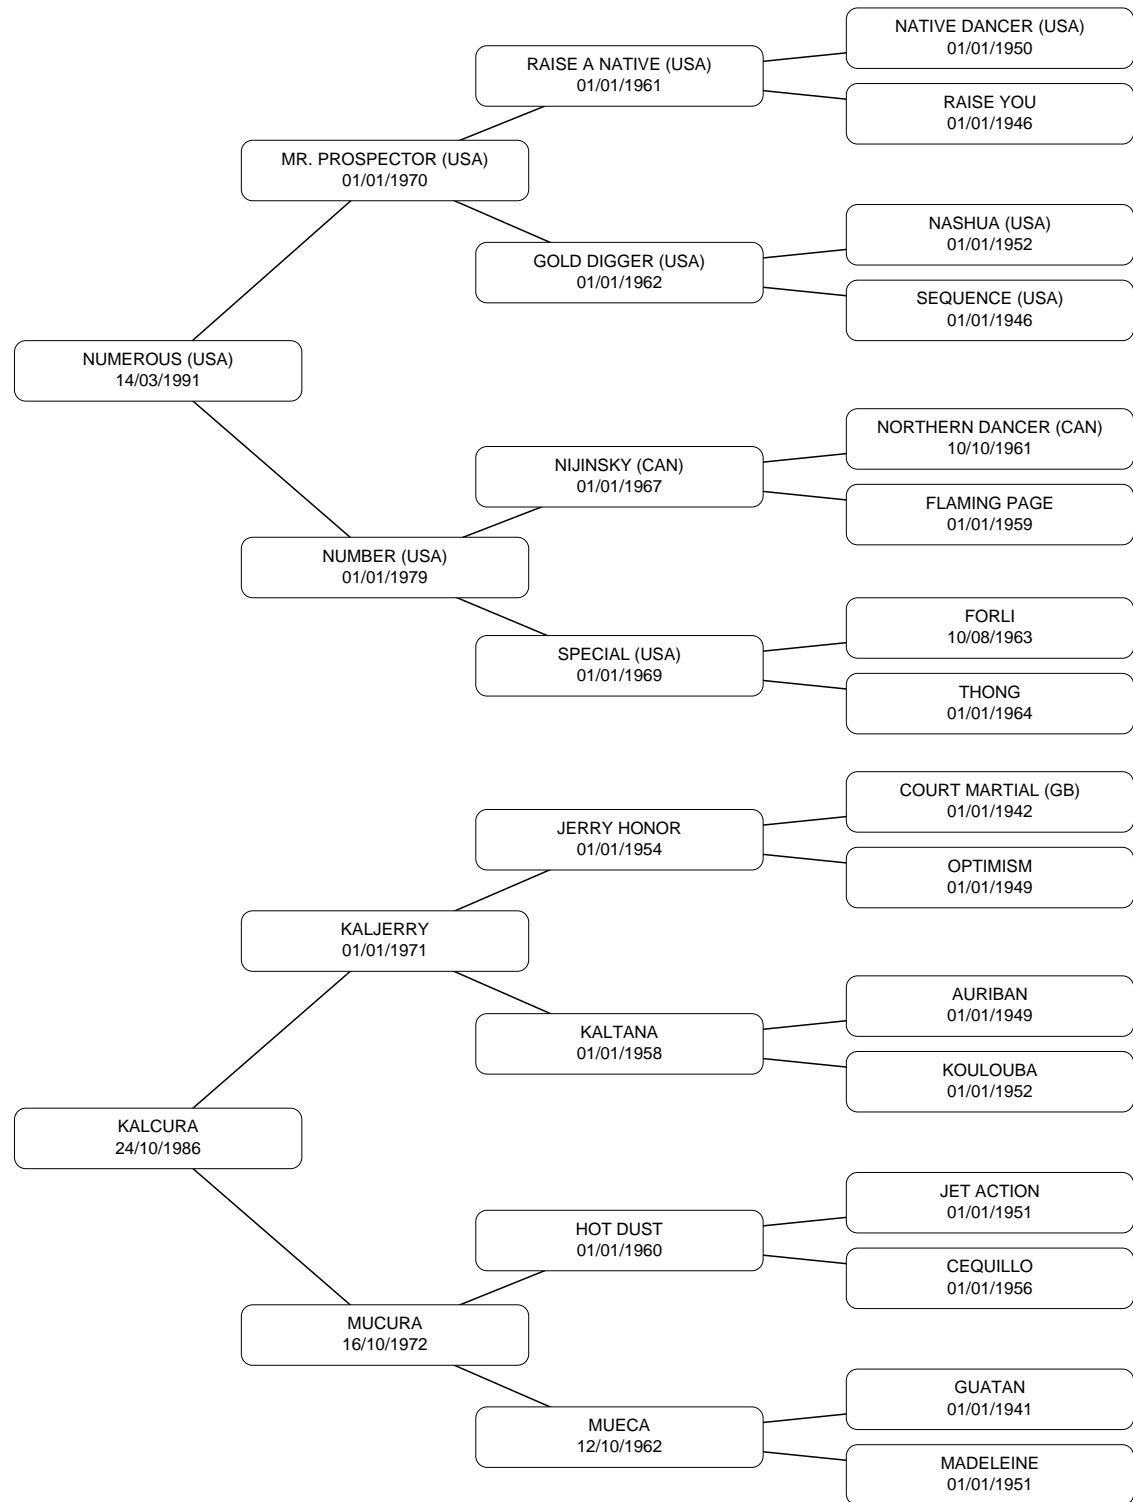 NATIVE DANCER (USA)
01/01/1950
RAISE A NATIVE (USA)
01/01/1961
RAISE YOU
01/01/1946
MR. PROSPECTOR (USA)
01/01/1970
NASHUA (USA)
01/01/1952
GOLD DIGGER (USA)
01/01/1962
SEQUENCE (USA)
01/01/1946
NUMEROUS (USA)
14/03/1991
NORTHERN DANCER (CAN)
10/10/1961
NIJINSKY (CAN)
01/01/1967
FLAMING PAGE
01/01/1959
NUMBER (USA)
01/01/1979
FORLI
10/08/1963
SPECIAL (USA)
01/01/1969
THONG
01/01/1964
COURT MARTIAL (GB)
01/01/1942
JERRY HONOR
01/01/1954
OPTIMISM
01/01/1949
KALJERRY
01/01/1971
AURIBAN
01/01/1949
KALTANA
01/01/1958
KOULOUBA
01/01/1952
KALCURA
24/10/1986
JET ACTION
01/01/1951
HOT DUST
01/01/1960
CEQUILLO
01/01/1956
MUCURA
16/10/1972
GUATAN
01/01/1941
MUECA
12/10/1962
MADELEINE
01/01/1951